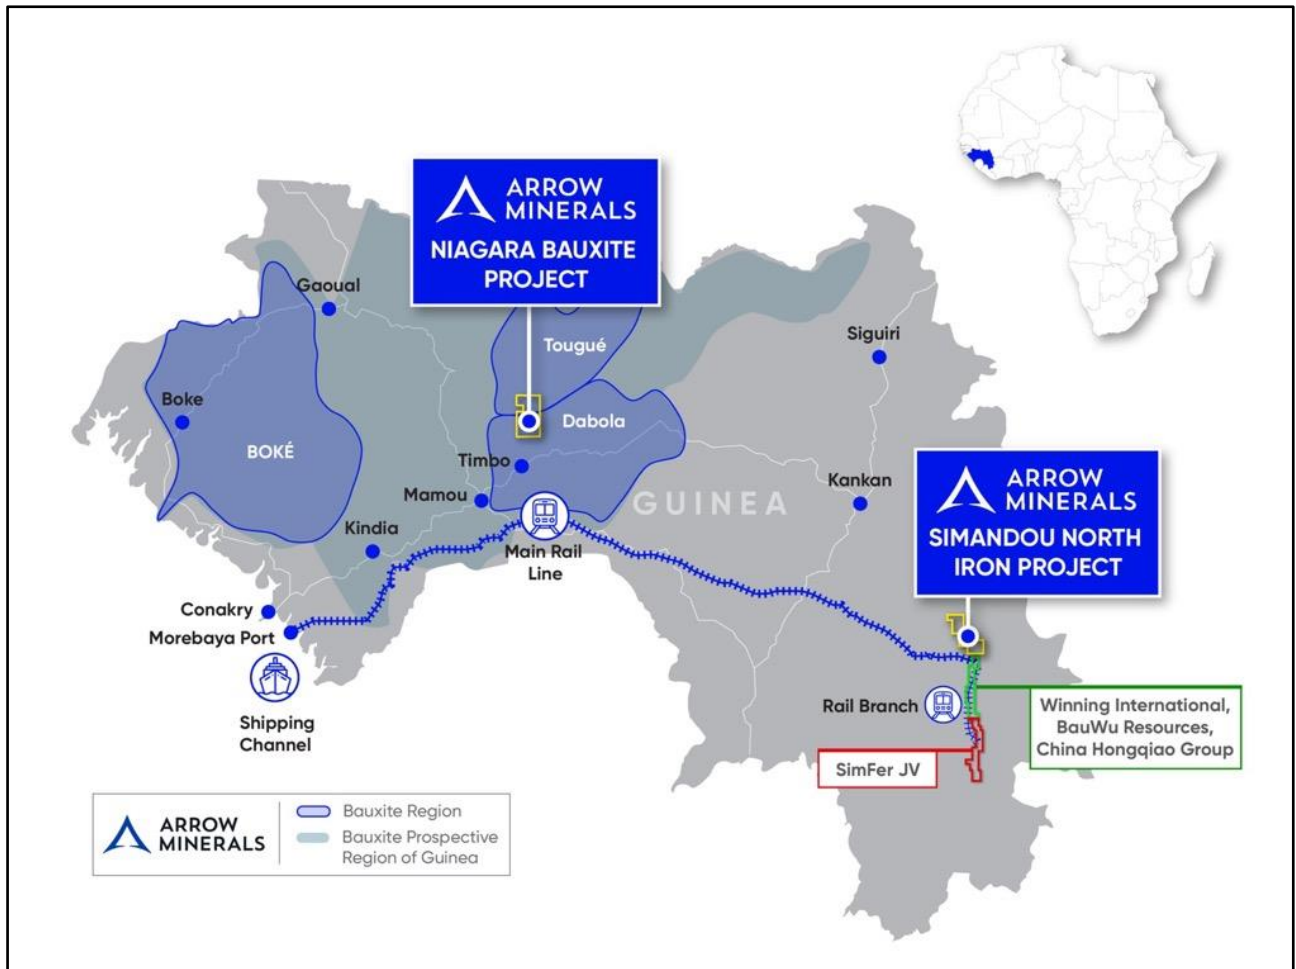 ARROW
MINERALS
NIAGARA BAUXITE
PROJECT
Gaoual
Tougué
Siguiri
Boke
BOKÉ
Dabola
Timbo
Mamou
GUINEA
Kankan
Kindia
Main Rail
Line
ARROW
MINERALS
SIMANDOU NORTH
IRON PROJECT
Conakry
Morebaya Port
Shipping
Channel
Rail Branch
Winning International,
BauWu Resources,
China Hongqiao Group
SimFer JV
ARROW
MINERALS
Bauxite Region
Bauxite Prospective
Region of Guinea